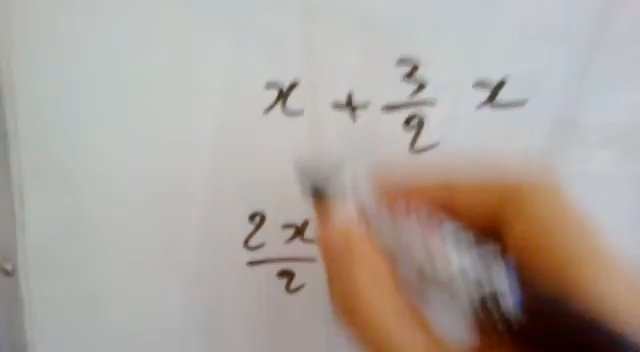 x + 3/2 x
2x/2